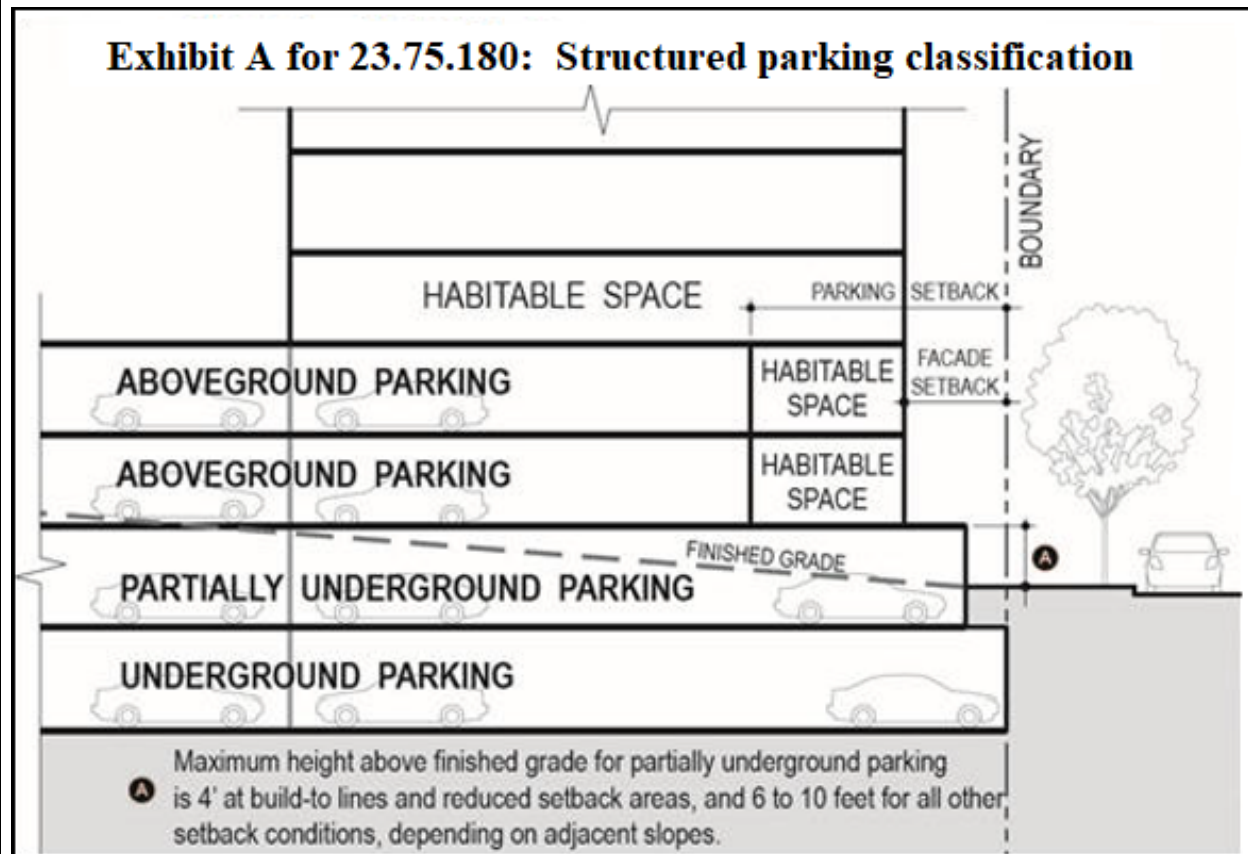 Exhibit A for 23.75.180: Structured parking classification
BOUNDARY
HABITABLE SPACE
PARKING SETBACK
ABOVEGROUND PARKING
HABITABLE
SPACE
FACADE
SETBACK
ABOVEGROUND PARKING
HABITABLE
SPACE
FINISHED GRADE
A
PARTIALLY UNDERGROUND PARKING
UNDERGROUND PARKING
A Maximum height above finished grade for partially underground parking
is 4' at build-to lines and reduced setback areas, and 6 to 10 feet for all other
setback conditions, depending on adjacent slopes.